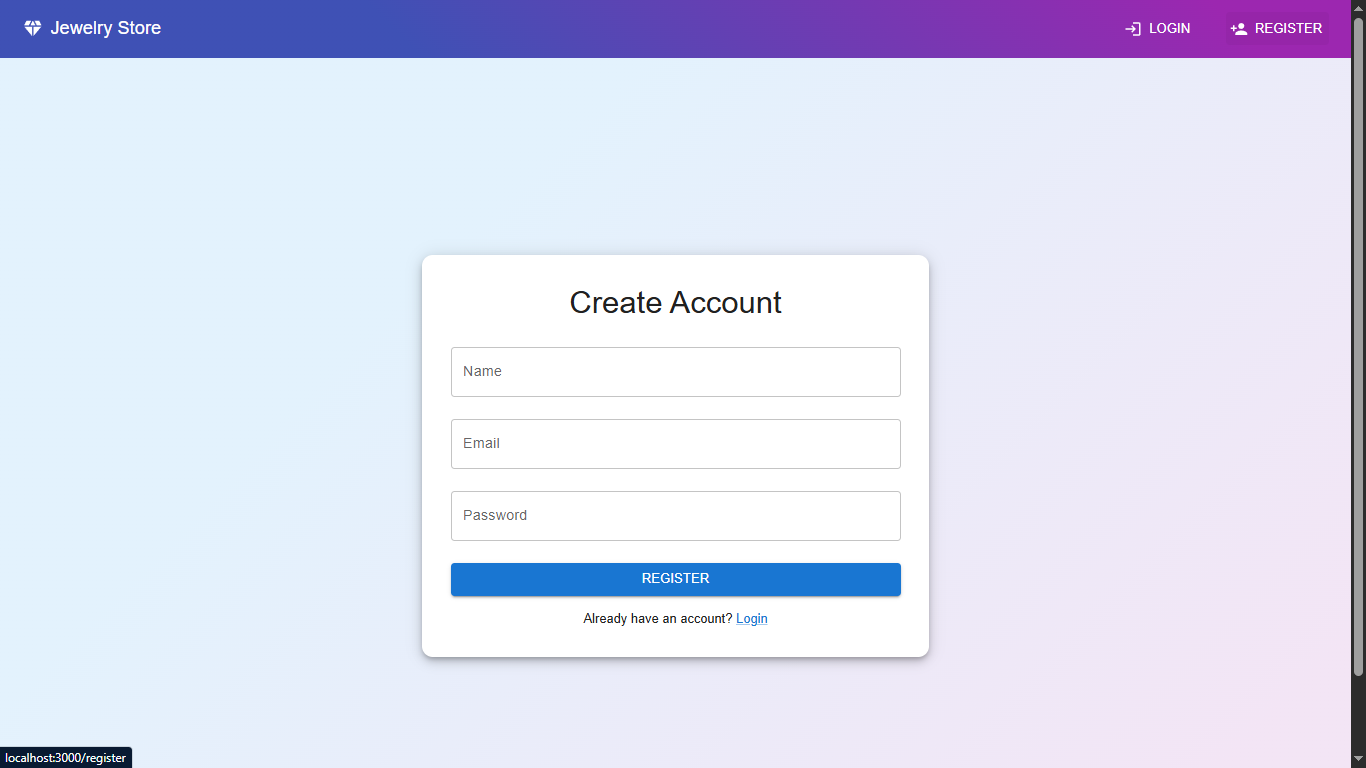 Jewelry Store
LOGIN
REGISTER
Create Account
Name
Email
Password
REGISTER
Already have an account? Login
localhost:3000/register